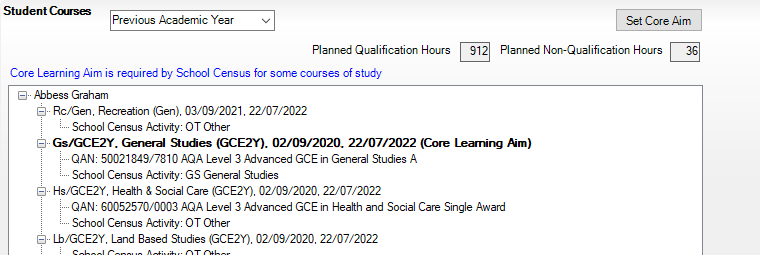 Student Courses
Previous Academic Year
Set Core Aim
Planned Qualification Hours 912 Planned Non-Qualification Hours 36
Core Learning Aim is required by School Census for some courses of study
Abbess Graham
Rc/Gen, Recreation (Gen), 03/09/2021, 22/07/2022
School Census Activity: OT Other
Gs/GCE2Y, General Studies (GCE2Y), 02/09/2020, 22/07/2022 (Core Learning Aim)
QAN: 50021849/7810 AQA Level 3 Advanced GCE in General Studies A
School Census Activity: GS General Studies
Hs/GCE2Y, Health & Social Care (GCE2Y), 02/09/2020, 22/07/2022
QAN: 60052570/0003 AQA Level 3 Advanced GCE in Health and Social Care Single Award
School Census Activity: OT Other
Lb/GCE2Y, Land Based Studies (GCE2Y), 02/09/2020, 22/07/2022
School Census Activity: OT Other